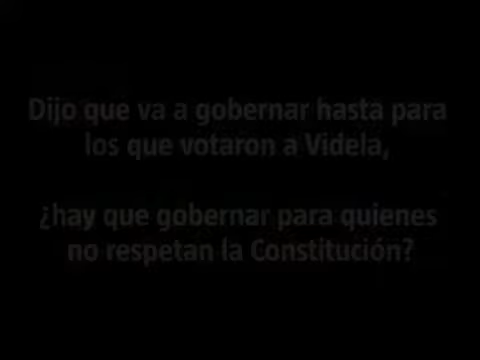 Dijo que va a gobernar hasta para
los que votaron a Videla,
¿hay que gobernar para quienes
no respetan la Constitución?